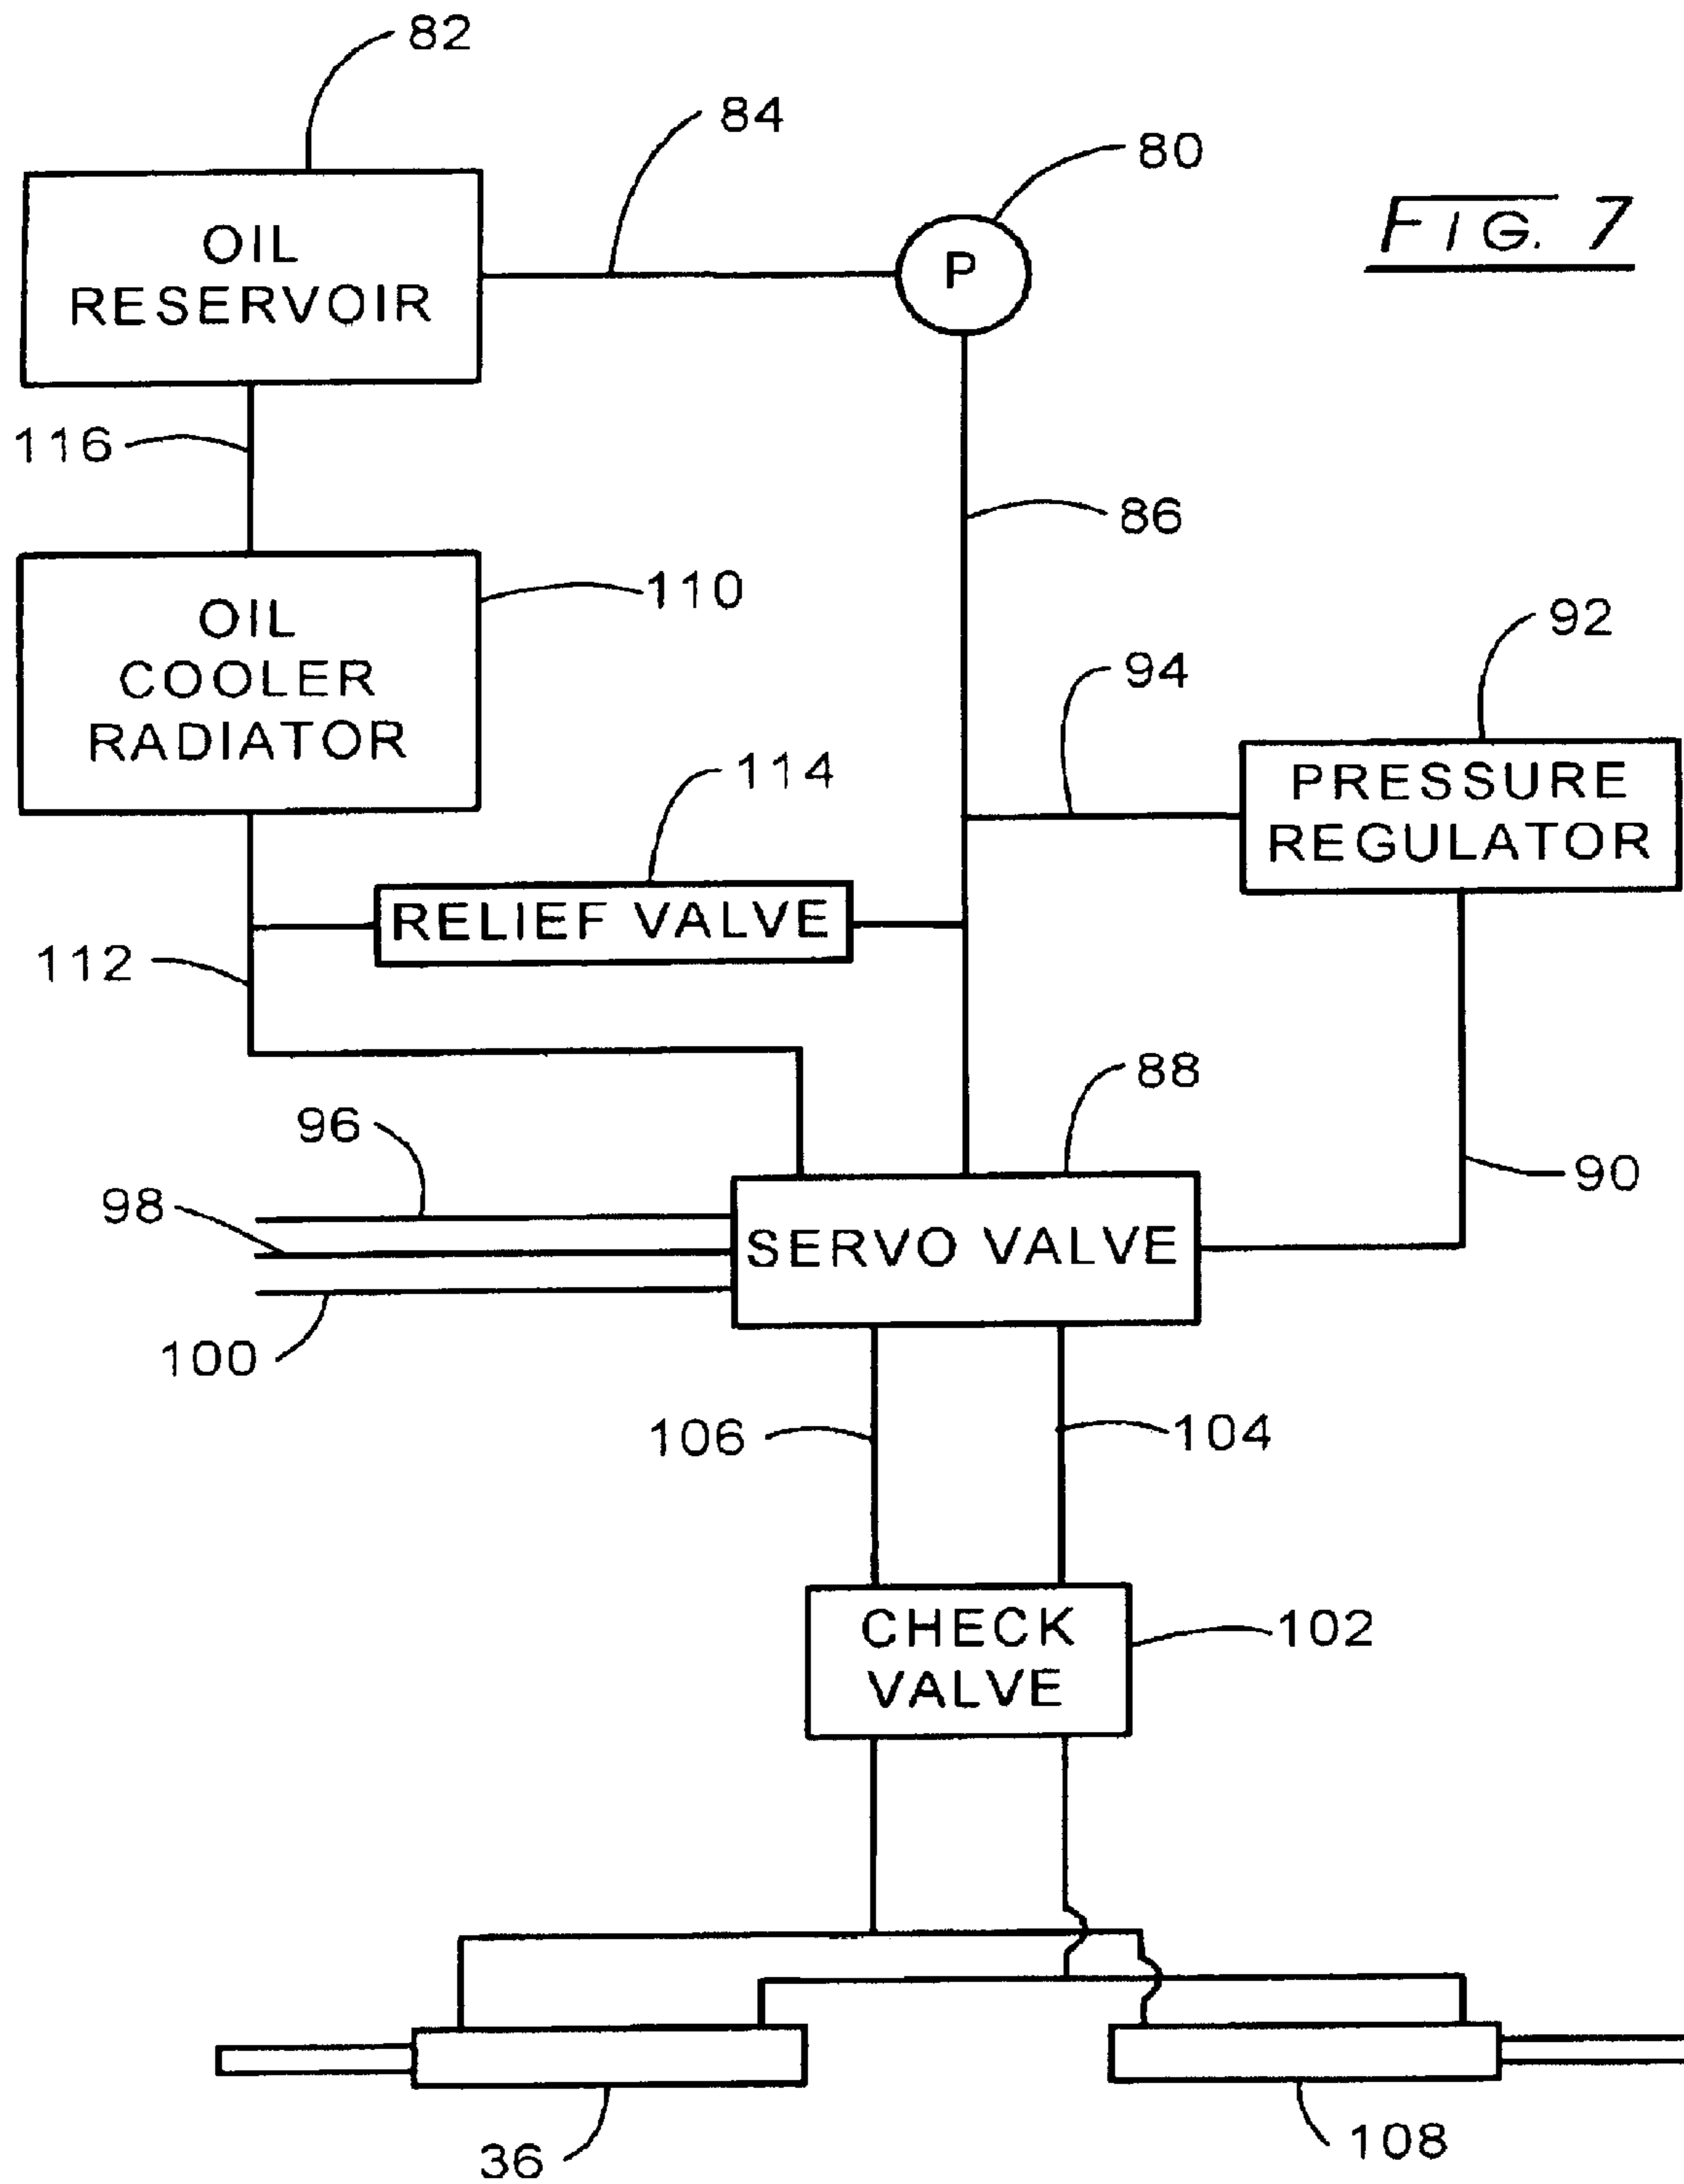 82
84
80
FIG. 7
OIL
RESERVOIR
P
116
86
110
92
OIL
COOLER
RADIATOR
94
114
PRESSURE
REGULATOR
RELIEF VALVE
112
88
96
98
90
SERVO VALVE
100
106
104
CHECK
VALVE
102
36
108